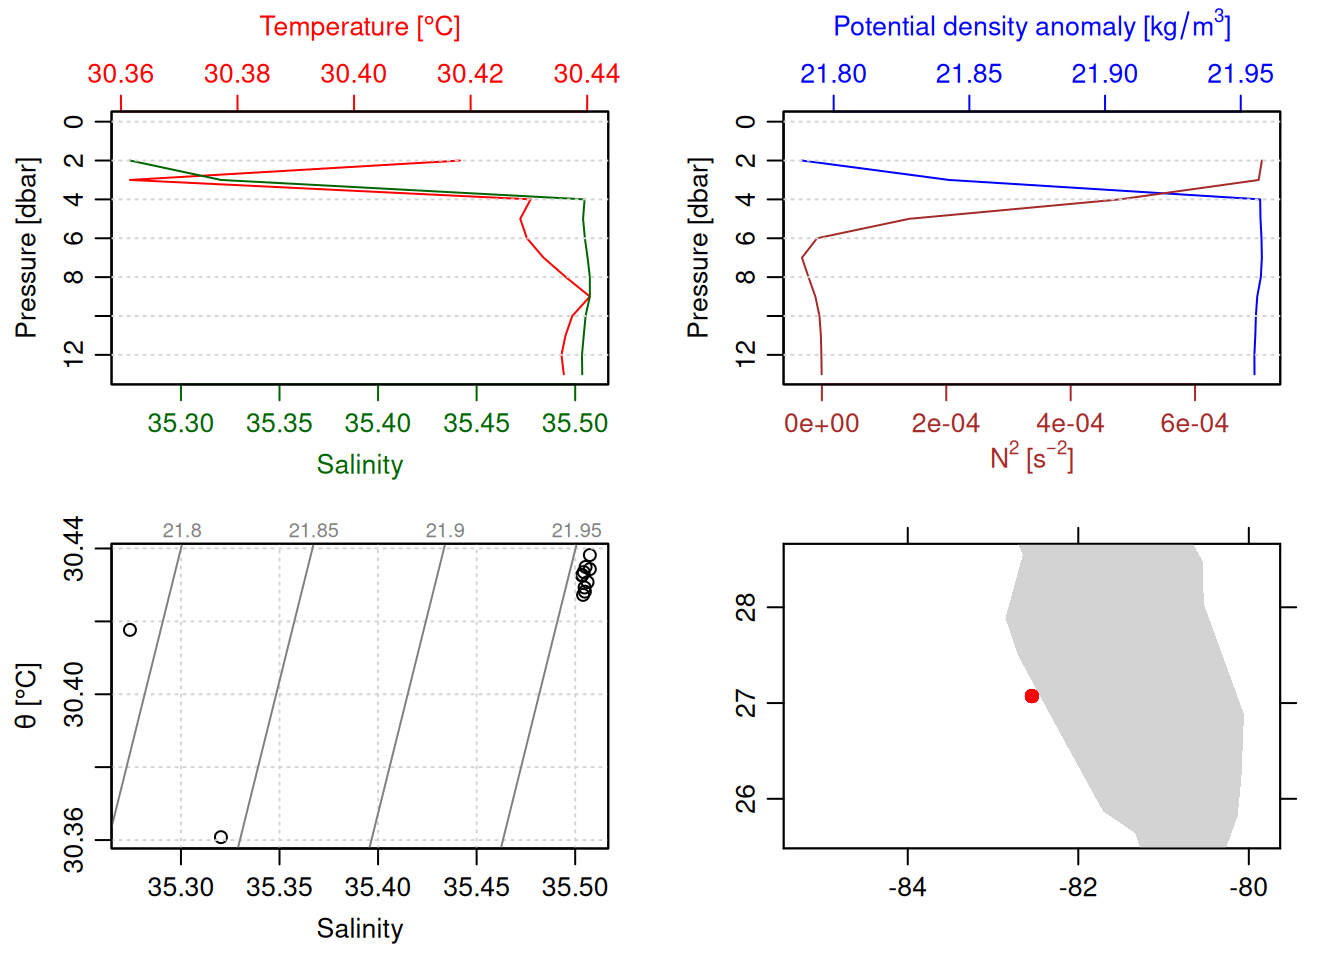 Temperature [°C]
30.36 30.38 30.40 30.42 30.44
0
2
4
6
8
12
Pressure [dbar]
35.30 35.35 35.40 35.45 35.50
Salinity
Potential density anomaly [kg/m³]
21.80 21.85 21.90 21.95
0
2
4
6
8
12
Pressure [dbar]
0e+00 2e-04 4e-04 6e-04
N² [s⁻²]
21.8 21.85 21.9 21.95
30.44
30.40
30.36
θ [°C]
35.30 35.35 35.40 35.45 35.50
Salinity
28
27
26
-84 -82 -80